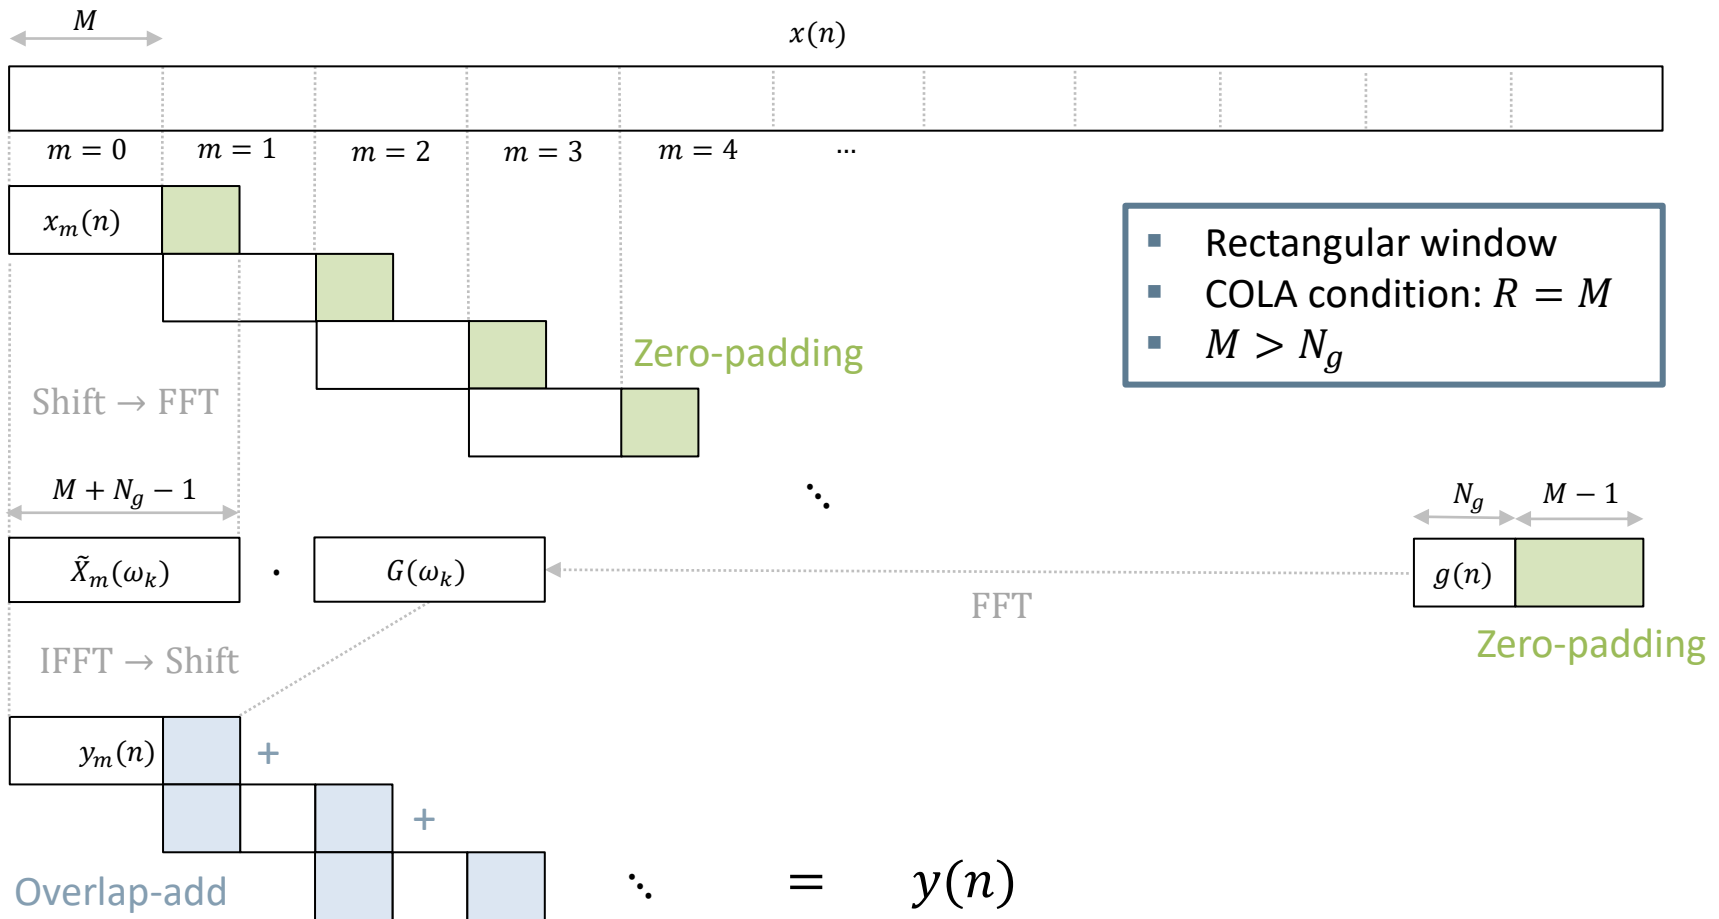 M
x(n)
m = 0
m = 1
m = 2
m = 3
m = 4
...
x_m(n)
▪ Rectangular window
▪ COLA condition: R = M
▪ M > N_g
Zero-padding
Shift → FFT
M + N_g − 1
⋱
N_g
M − 1
X̃_m(ω_k)
·
G(ω_k)
g(n)
FFT
Zero-padding
IFFT → Shift
y_m(n)
+
+
Overlap-add
⋱
=
y(n)